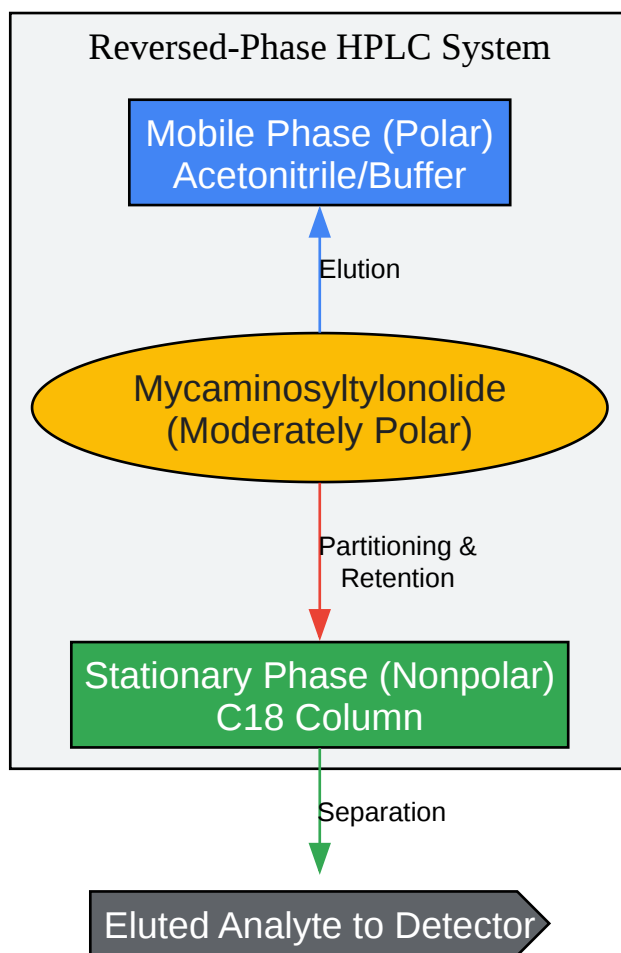 Reversed-Phase HPLC System
Mobile Phase (Polar)
Acetonitrile/Buffer
Elution
Mycaminosyltylonolide
(Moderately Polar)
Partitioning &
Retention
Stationary Phase (Nonpolar)
C18 Column
Separation
Eluted Analyte to Detector